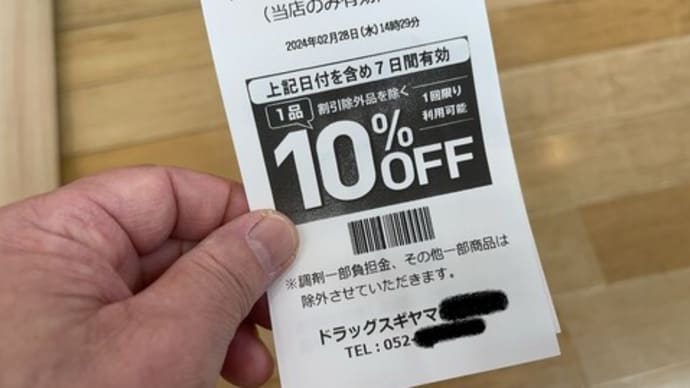 (当店のみ有効
2024年02月28日(水)14時29分
上記日付を含め7日間有効
1品
割引除外品を除く
1回限り
利用可能
10%OFF
※調剤一部負担金、その他一部商品は
除外させていただきます。
ドラッグスギヤマ
TEL:052-